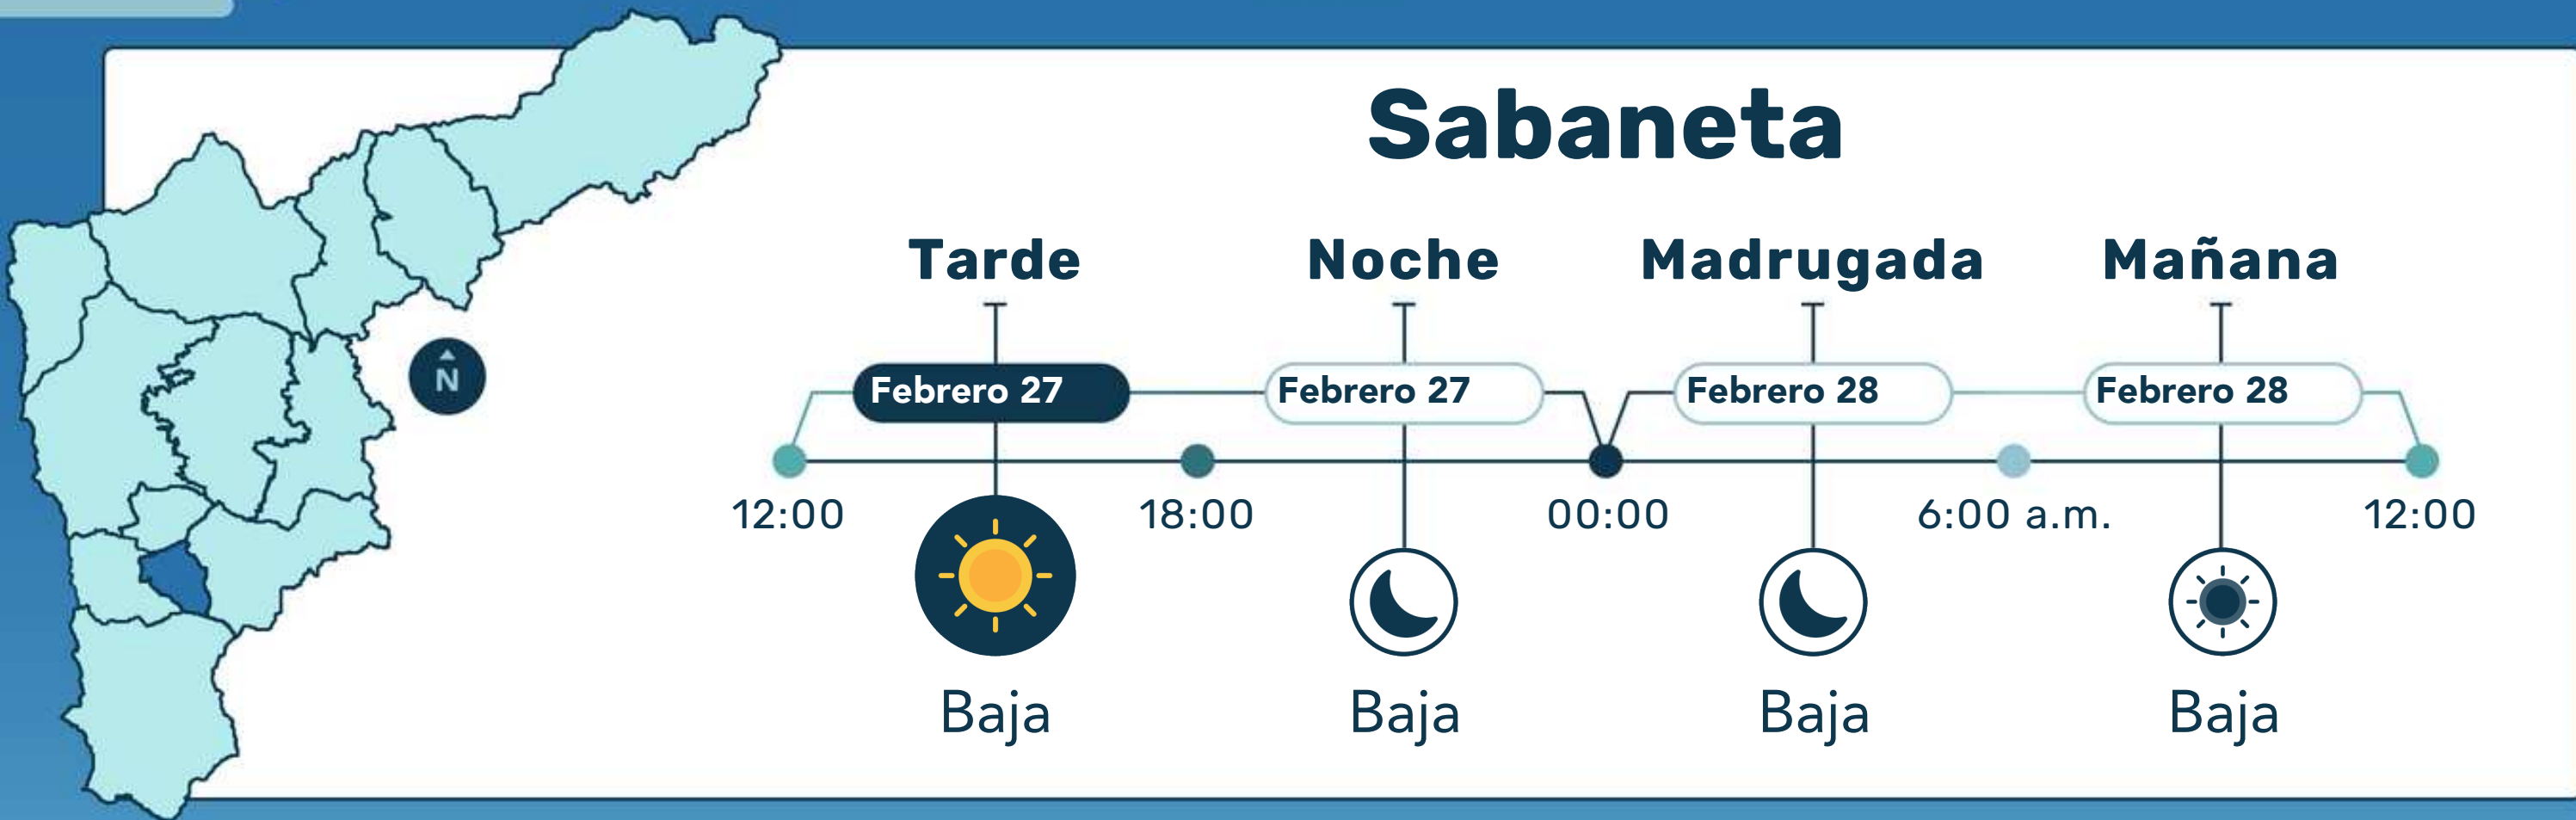 Sabaneta
Tarde Noche Madrugada Mañana
N
Febrero 27 Febrero 27 Febrero 28 Febrero 28
12:00 18:00 00:00 6:00 a.m. 12:00
Baja Baja Baja Baja